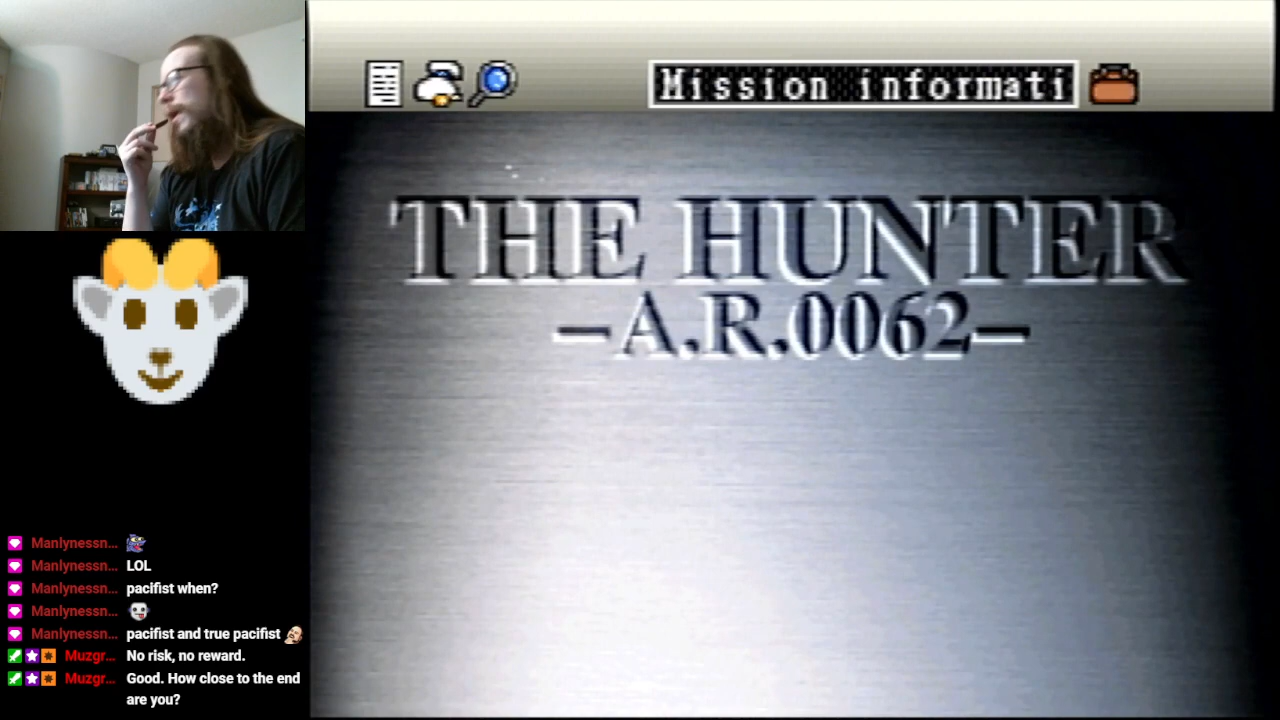 Mission informati
THE HUNTER
–A.R.0062–
Manlynessn...
Manlynessn... LOL
Manlynessn... pacifist when?
Manlynessn...
Manlynessn... pacifist and true pacifist
Muzgr... No risk, no reward.
Muzgr... Good. How close to the end
are you?